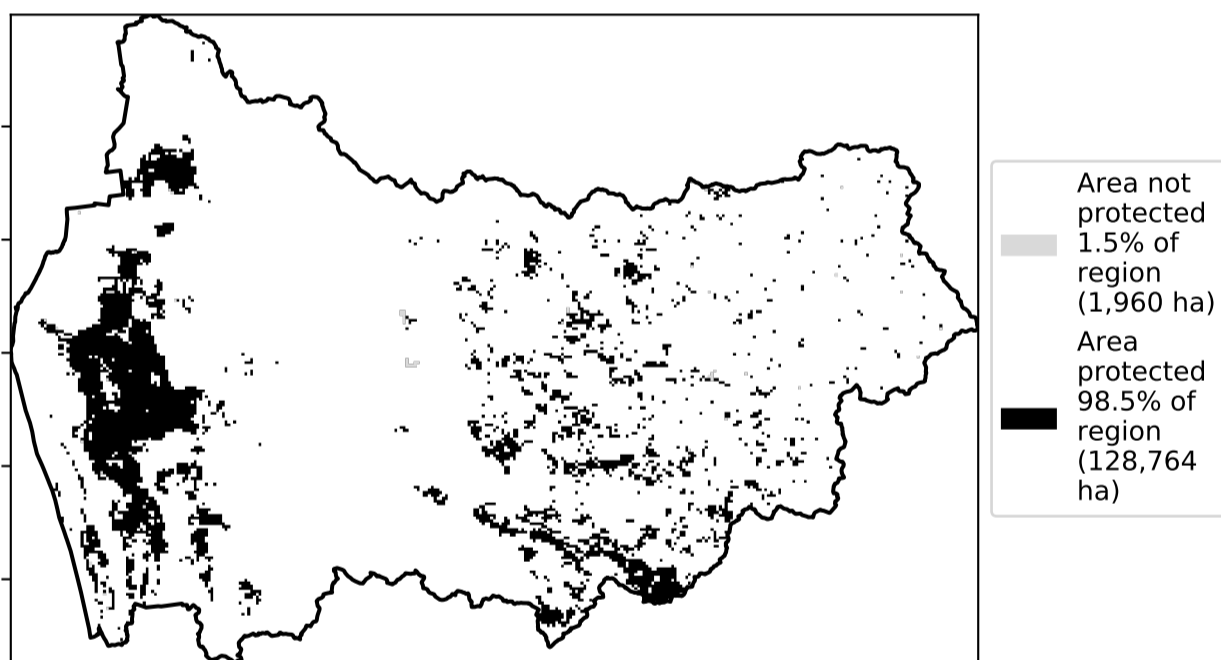 Area not
protected
1.5% of
region
(1,960 ha)
Area
protected
98.5% of
region
(128,764
ha)